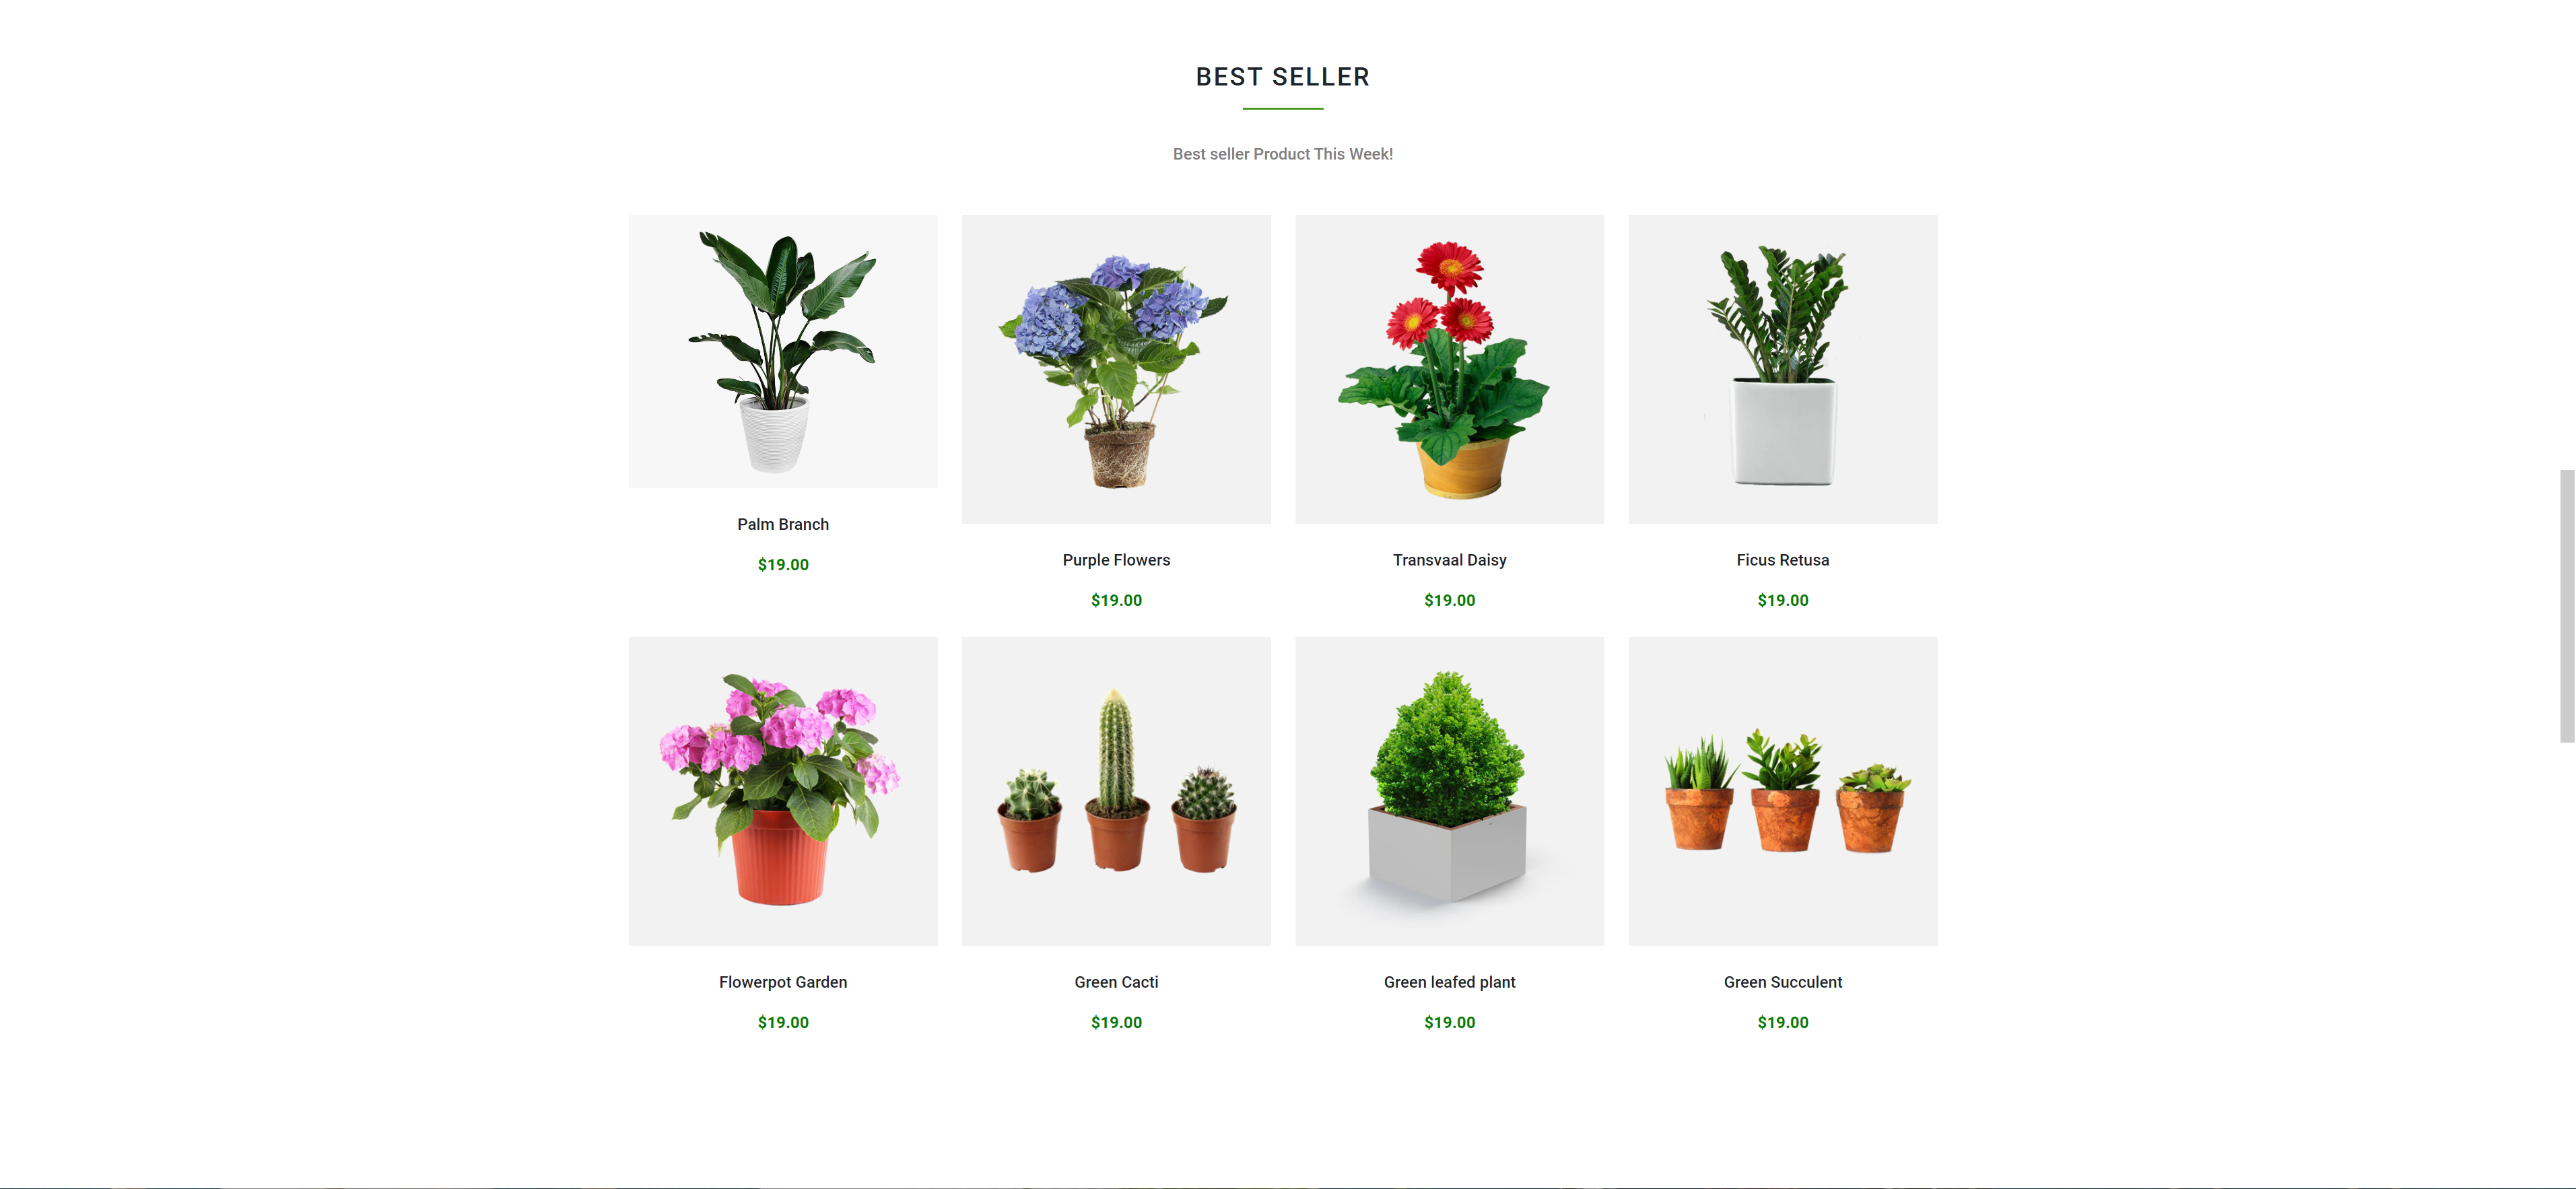 BEST SELLER
Best seller Product This Week!
Palm Branch
$19.00
Purple Flowers
$19.00
Transvaal Daisy
$19.00
Ficus Retusa
$19.00
Flowerpot Garden
$19.00
Green Cacti
$19.00
Green leafed plant
$19.00
Green Succulent
$19.00